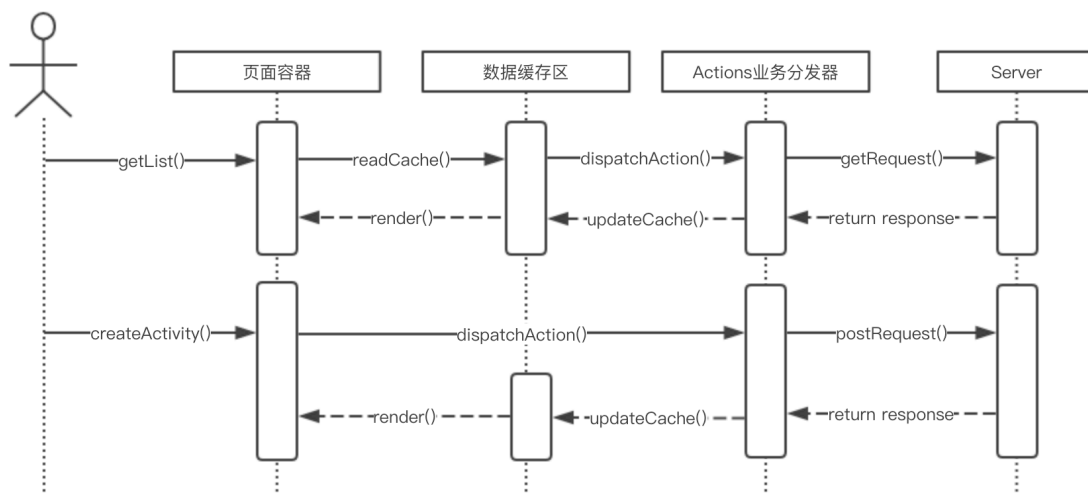 页面容器
数据缓存区
Actions业务分发器
Server
getList()
readCache()
dispatchAction()
getRequest()
render()
updateCache()
return response
createActivity()
dispatchAction()
postRequest()
render()
updateCache()
return response